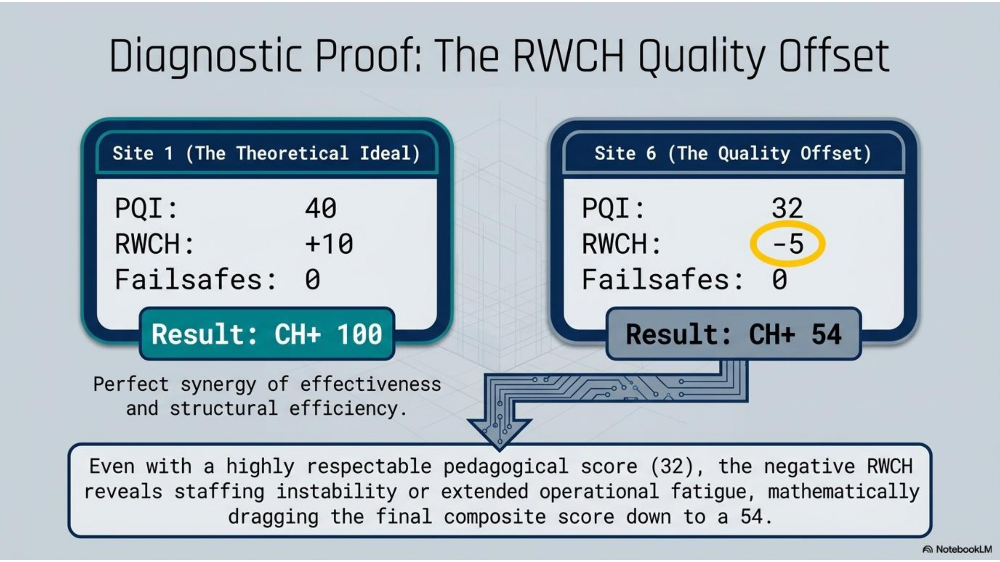 Diagnostic Proof: The RWCH Quality Offset
Site 1 (The Theoretical Ideal)
PQI: 40
RWCH: +10
Failsafes: 0
Result: CH+ 100
Perfect synergy of effectiveness
and structural efficiency.
Site 6 (The Quality Offset)
PQI: 32
RWCH: -5
Failsafes: 0
Result: CH+ 54
Even with a highly respectable pedagogical score (32), the negative RWCH
reveals staffing instability or extended operational fatigue, mathematically
dragging the final composite score down to a 54.
NotebookLM